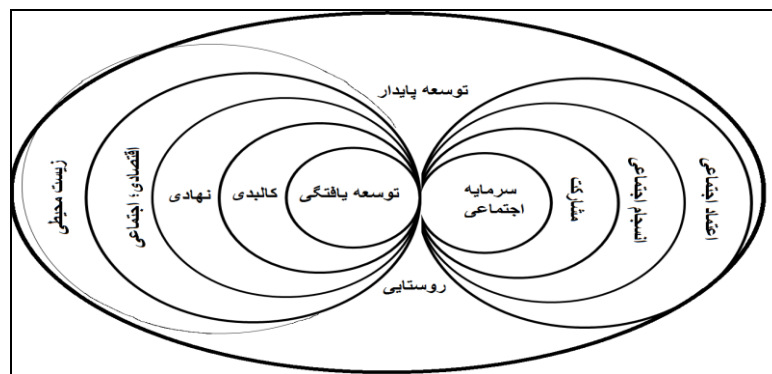 توسعه پایدار
سرمایه
اجتماعی
مشارکت
انسجام اجتماعی
اعتماد اجتماعی
توسعه یافتگی
کالبدی
نهادی
اقتصادی؛ اجتماعی
زیست محیطی
روستایی